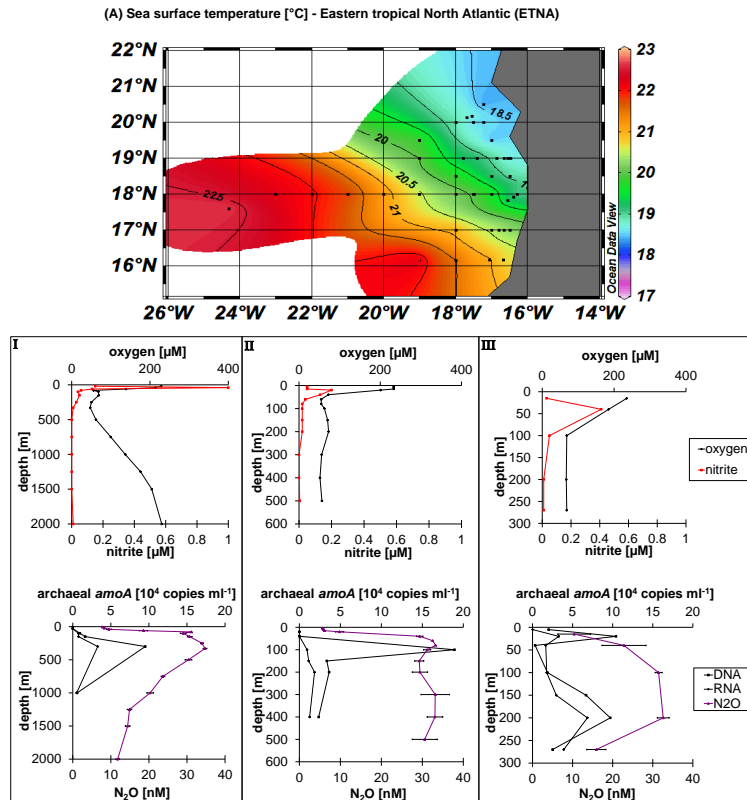 (A) Sea surface temperature [°C] - Eastern tropical North Atlantic (ETNA)
22°N
21°N
20°N
19°N
18°N
17°N
16°N
26°W 24°W 22°W 20°W 18°W 16°W 14°W
18.5
20
20.5
21
22.5
23
22
21
20
19
18
17
Ocean Data View
I
oxygen [µM]
0 200 400
0
500
1000
1500
2000
depth [m]
0 0.2 0.4 0.6 0.8 1
nitrite [µM]
II
oxygen [µM]
0 200 400
0
100
200
300
400
500
600
depth [m]
0 0.2 0.4 0.6 0.8 1
nitrite [µM]
III
oxygen [µM]
0 200 400
0
50
100
150
200
250
300
depth [m]
0 0.2 0.4 0.6 0.8 1
nitrite [µM]
oxygen
nitrite
archaeal amoA [10⁴ copies ml⁻¹]
0 5 10 15 20
0
500
1000
1500
2000
depth [m]
0 10 20 30 40
N₂O [nM]
archaeal amoA [10⁴ copies ml⁻¹]
0 5 10 15 20
0
100
200
300
400
500
600
depth [m]
0 10 20 30 40
N₂O [nM]
archaeal amoA [10⁴ copies ml⁻¹]
0 5 10 15 20
0
50
100
150
200
250
300
depth [m]
0 10 20 30 40
N₂O [nM]
DNA
RNA
N2O